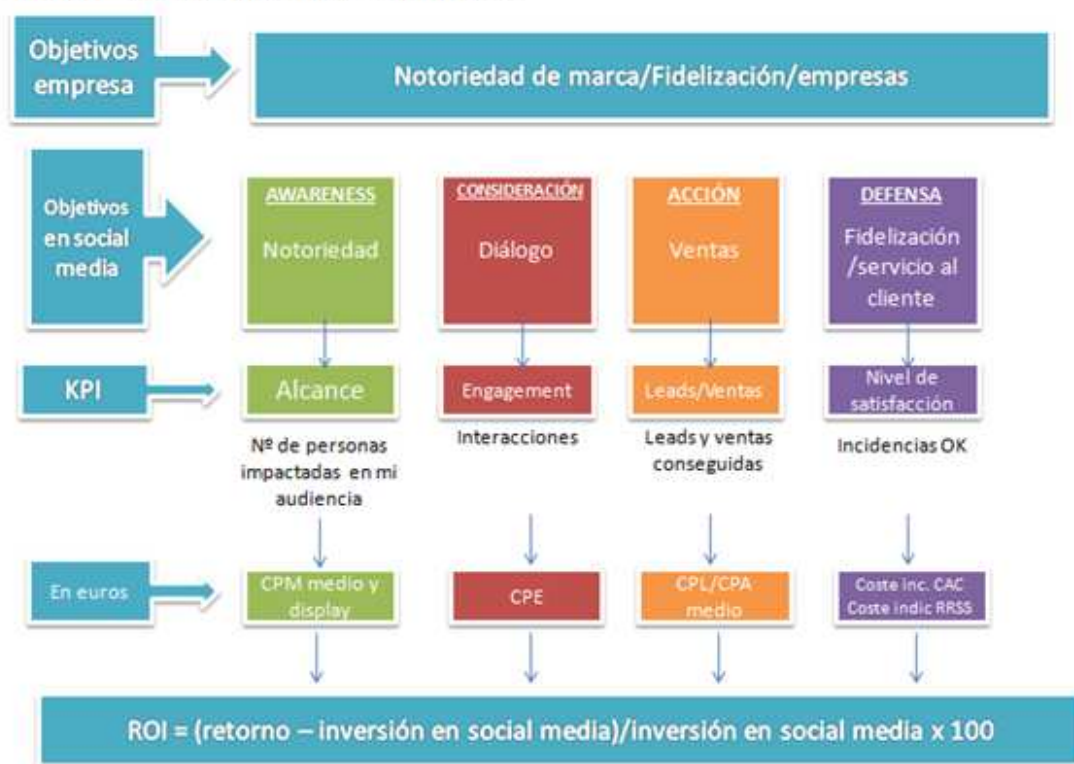 Objetivos
empresa
Notoriedad de marca/Fidelización/empresas
Objetivos
en social
media
AWARENESS
Notoriedad
CONSIDERACIÓN
Diálogo
ACCIÓN
Ventas
DEFENSA
Fidelización
/servicio al
cliente
KPI
Alcance
Engagement
Leads/Ventas
Nivel de
satisfacción
Nº de personas
impactadas en mi
audiencia
Interacciones
Leads y ventas
conseguidas
Incidencias OK
En euros
CPM medio y
display
CPE
CPL/CPA
medio
Coste inc. CAC
Coste indic RRSS
ROI = (retorno – inversión en social media)/inversión en social media x 100